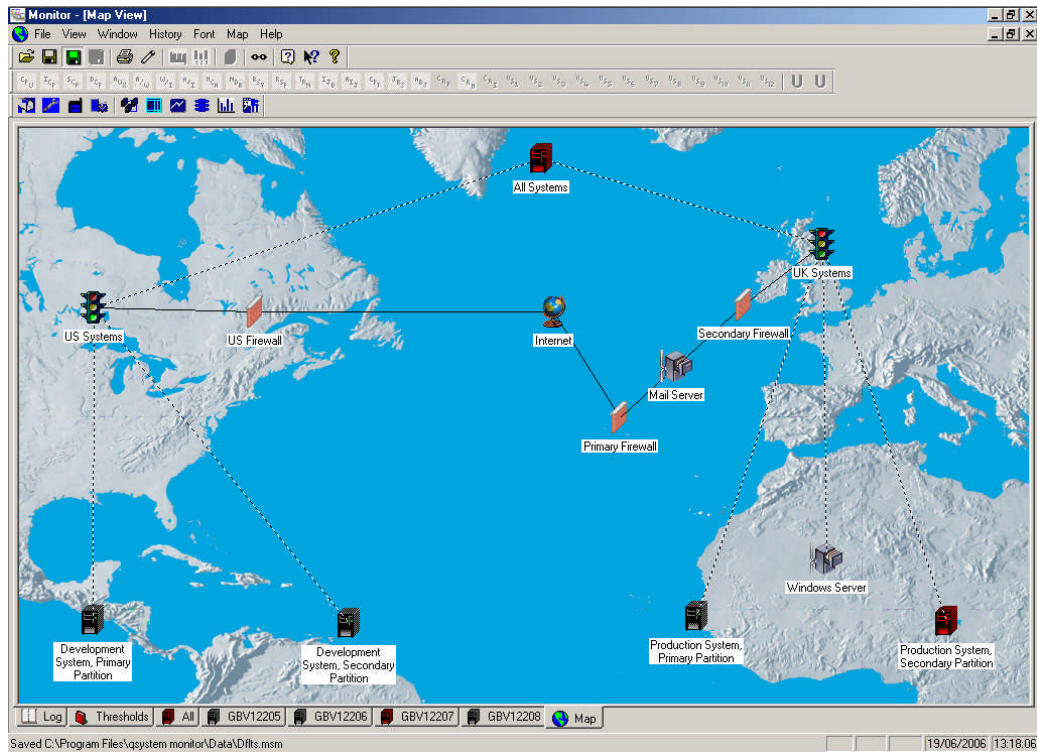 Monitor - [Map View]
File View Window History Font Map Help
All Systems
UK Systems
US Systems
US Firewall
Internet
Secondary Firewall
Mail Server
Primary Firewall
Windows Server
Development
System, Primary
Partition
Development
System, Secondary
Partition
Production System,
Primary Partition
Production System,
Secondary Partition
Log Thresholds All GBV12205 GBV12206 GBV12207 GBV12208 Map
Saved C:\Program Files\qsystem monitor\Data\Dflts.msm 19/06/2006 13:18:06